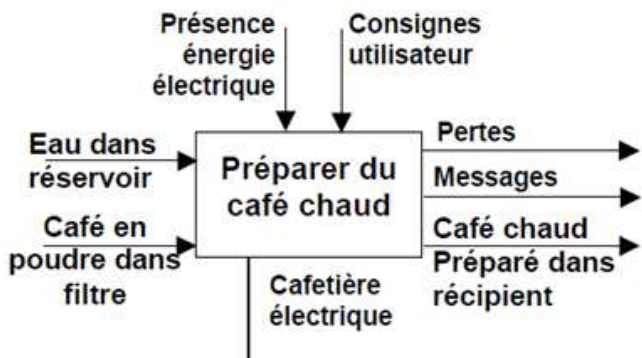 Présence
énergie
électrique
Consignes
utilisateur
Eau dans
réservoir
Café en
poudre dans
filtre
Préparer du
café chaud
Pertes
Messages
Café chaud
Préparé dans
récipient
Cafetière
électrique